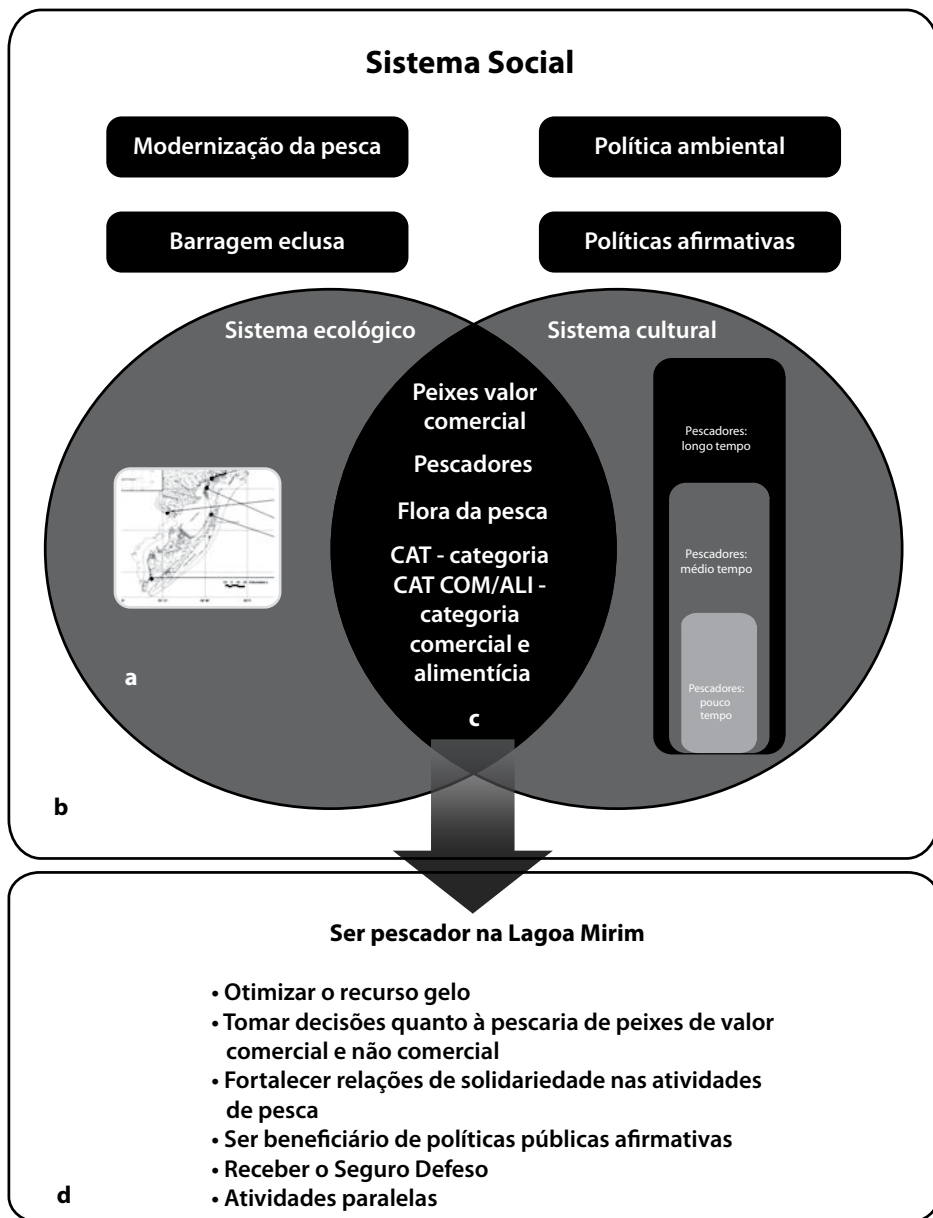 Sistema Social
Modernização da pesca
Política ambiental
Barragem eclusa
Políticas afirmativas
Sistema ecológico
Sistema cultural
Peixes valor
comercial
Pescadores
Flora da pesca
CAT - categoria
CAT COM/ALI -
categoria
comercial e
alimentícia
Pescadores:
longo tempo
Pescadores:
médio tempo
Pescadores:
pouco
tempo
a
c
b
Ser pescador na Lagoa Mirim
• Otimizar o recurso gelo
• Tomar decisões quanto à pescaria de peixes de valor
comercial e não comercial
• Fortalecer relações de solidariedade nas atividades
de pesca
• Ser beneficiário de políticas públicas afirmativas
• Receber o Seguro Defeso
• Atividades paralelas
d